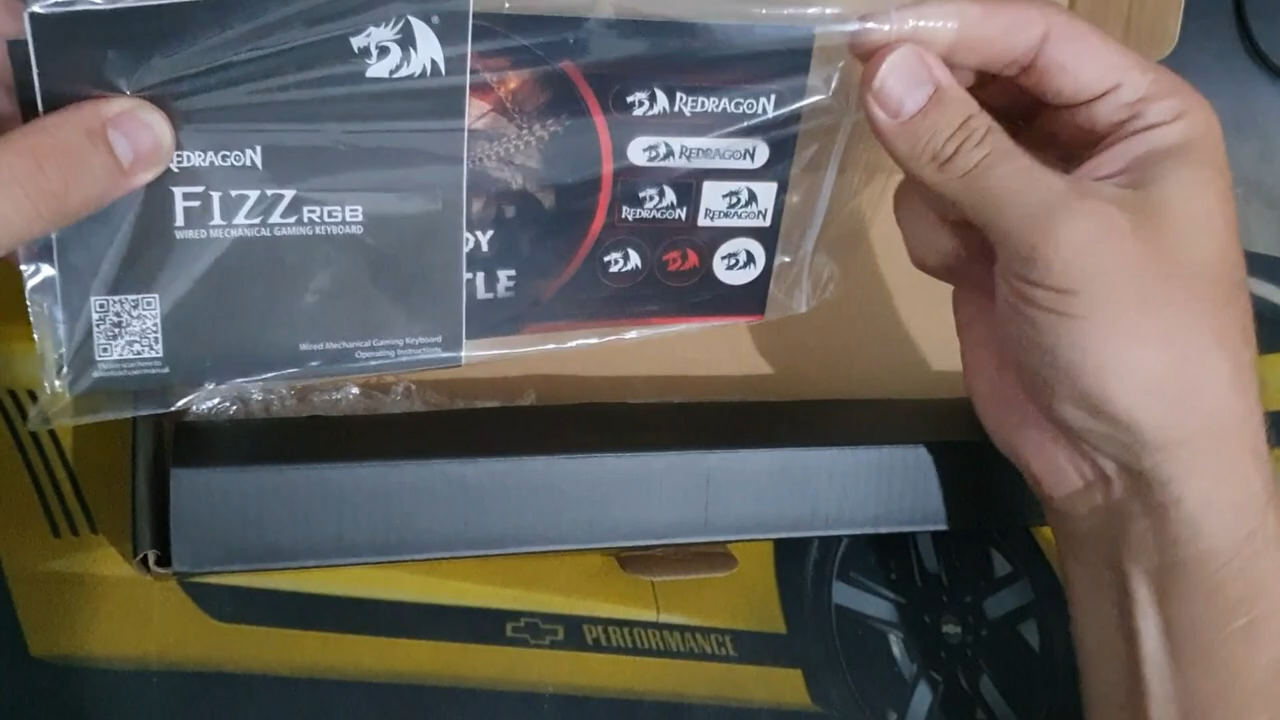 REDRAGON
FIZZ RGB
WIRED MECHANICAL GAMING KEYBOARD
Wired Mechanical Gaming Keyboard
Operating Instructions
REDRAGON
REDRAGON
REDRAGON
REDRAGON
DY
TLE
PERFORMANCE